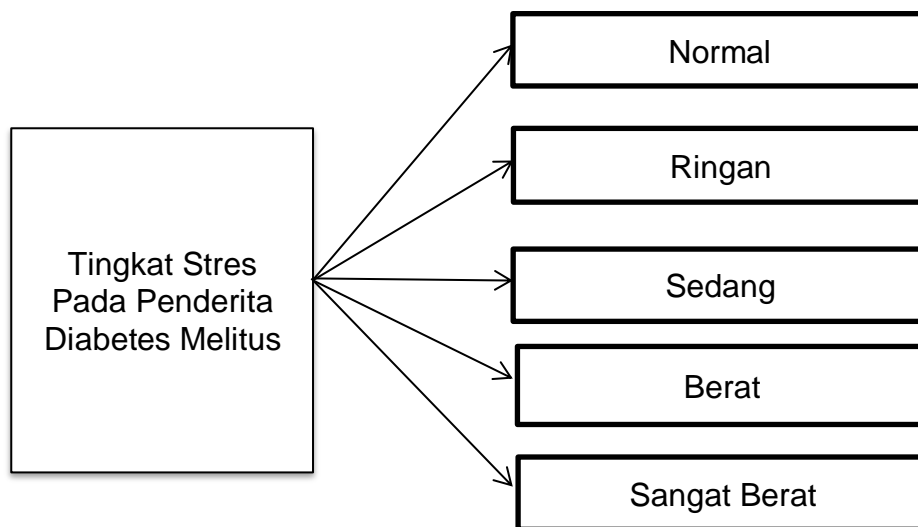 Tingkat Stres
Pada Penderita
Diabetes Melitus
Normal
Ringan
Sedang
Berat
Sangat Berat